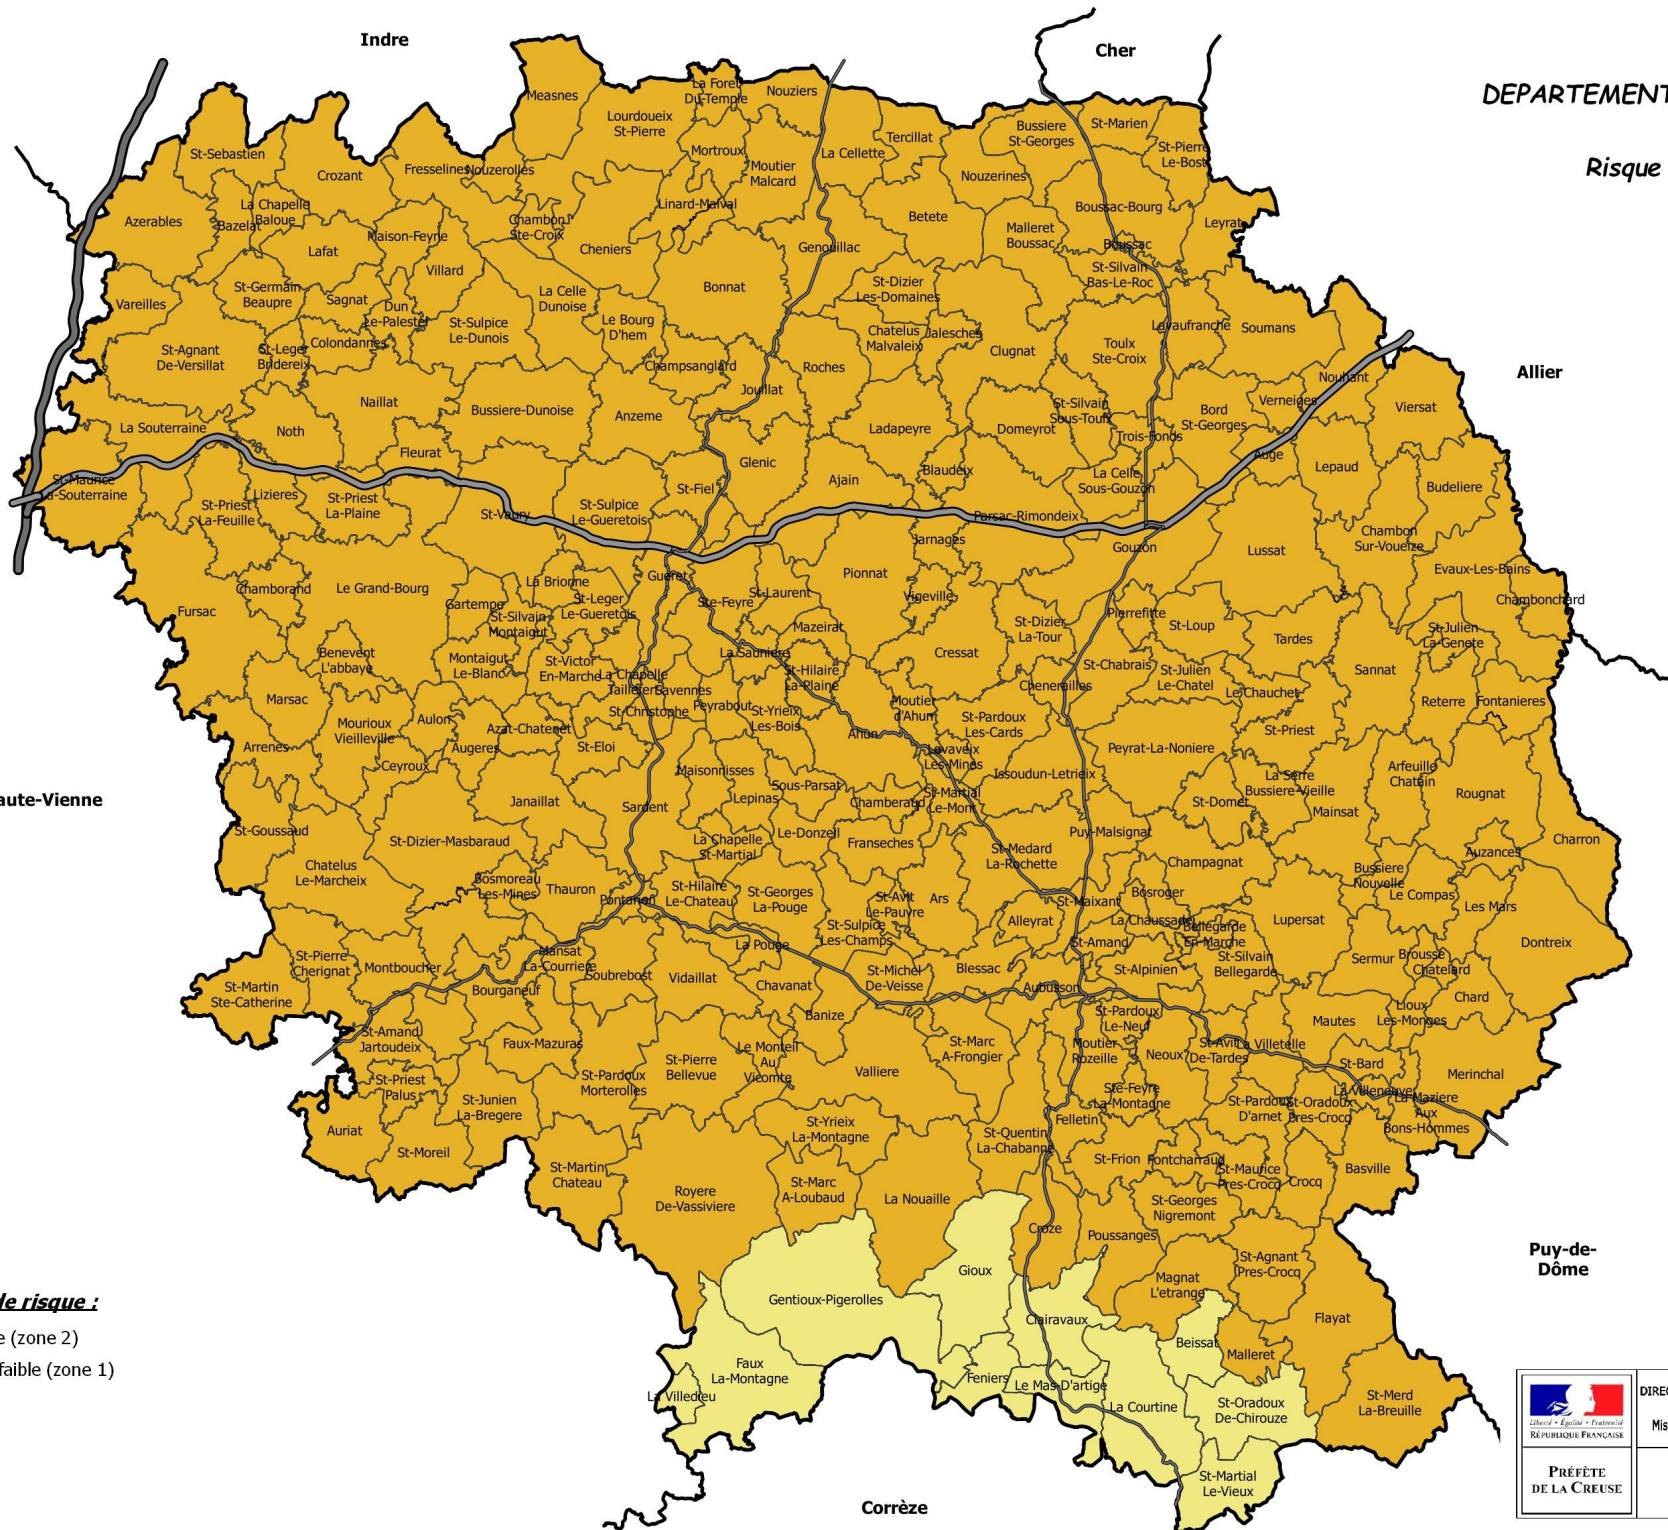 Indre
Cher
DEPARTEMENT
Risque
Measnes
La Foret
Du-Temple
Nouziers
Lourdoueix
St-Pierre
Mortroux
Moutier
Malcard
La Cellette
Tercillat
Bussiere
St-Georges
St-Marien
St-Pierre
Le-Bost
St-Sebastien
Crozant
Fresselines
Nouzerolles
Nouzerines
Azerables
La Chapelle
Baloue
Bazelat
Linard-Malval
Betete
Boussac-Bourg
Leyrat
Chambon
Ste-Croix
Maison-Feyne
Lafat
Cheniers
Genouillac
Malleret
Boussac
Boussac
Villard
St-Silvain
Bas-Le-Roc
Vareilles
St-Germain
Beaupre
Sagnat
Dun
Le-Palestel
La Celle
Dunoise
Bonnat
St-Dizier
Les-Domaines
St-Sulpice
Le-Dunois
Le Bourg
D'hem
Chatelus
Malvaleix
Jalesches
Clugnat
Toulx
Ste-Croix
Lavaufranche
Soumans
St-Agnant
De-Versillat
St-Leger
Bridereix
Colondannes
Champsanglard
Roches
Jouillat
Allier
Nouhant
Verneiges
Viersat
Naillat
Bussiere-Dunoise
Anzeme
La Souterraine
Noth
Ladapeyre
Domeyrot
St-Silvain
Sous-Toulx
Trois-Fonds
Bord
St-Georges
Fleurat
Glenic
Ajain
Blaudeix
La Celle
Sous-Gouzon
Auge
Lepaud
Budeliere
St-Maurice
La-Souterraine
St-Priest
La-Feuille
Lizieres
St-Priest
La-Plaine
St-Vaury
St-Sulpice
Le-Gueretois
St-Fiel
Parsac-Rimondeix
Jarnages
Gouzon
Lussat
Chambon
Sur-Voueize
Evaux-Les-Bains
Chambonchard
Fursac
Chamborand
Le Grand-Bourg
Gartempe
La Brionne
St-Silvain
Montaigut
St-Leger
Le-Gueretois
Gueret
Ste-Feyre
St-Laurent
Pionnat
Vigeville
Mazeirat
St-Dizier
La-Tour
Pierrefitte
St-Loup
Tardes
St-Julien
La-Genete
Benevent
L'abbaye
Montaigut
Le-Blanc
St-Victor
En-Marche
La Chapelle
Taillefert
Savennes
La Sauniere
St-Hilaire
La-Plaine
Cressat
Chenerailles
St-Chabrais
St-Julien
Le-Chatel
Le Chauchet
Sannat
Reterre
Fontanieres
Marsac
Mourioux
Vieilleville
Aulon
Augeres
Azat-Chatenet
St-Christophe
Peyrabout
St-Yrieix
Les-Bois
Moutier
d'Ahun
Ahun
St-Pardoux
Les-Cards
St-Priest
Arrenes
Ceyroux
St-Eloi
Lavaveix
Les-Mines
Issoudun-Letrieix
Peyrat-La-Noniere
Janaillat
Sardent
Maisonnisses
Lepinas
Sous-Parsat
Chamberaud
St-Martial
Le-Mont
St-Domet
La Serre
Bussiere-Vieille
Mainsat
Arfeuille
Chatain
Rougnat
Haute-Vienne
St-Goussaud
St-Dizier-Masbaraud
La Chapelle
St-Martial
Le-Donzeil
Franseches
St-Medard
La-Rochette
Puy-Malsignat
Champagnat
Bussiere
Nouvelle
Auzances
Charron
Chatelus
Le-Marcheix
Bosmoreau
Les-Mines
Thauron
Pontarion
St-Hilaire
Le-Chateau
St-Georges
La-Pouge
St-Avit
Le-Pauvre
Ars
St-Sulpice
Les-Champs
Alleyrat
St-Maixant
Bosroger
La Chaussade
Bellegarde
En-Marche
Lupersat
Le Compas
Les Mars
Dontreix
St-Pierre
Cherignat
Montboucher
Mansat
La-Courriere
Soubrebost
Vidaillat
La Pouge
Chavanat
St-Michel
De-Veisse
Blessac
St-Amand
St-Alpinien
St-Silvain
Bellegarde
Sermur
Brousse
Chatelard
St-Martin
Ste-Catherine
Bourganeuf
Banize
Aubusson
Chard
Lioux
Les-Monges
Mautes
St-Amand
Jartoudeix
Faux-Mazuras
St-Pierre
Bellevue
Le Monteil
Au
Vicomte
Valliere
St-Marc
A-Frongier
St-Pardoux
Le-Neuf
Moutier
Rozeille
Neoux
St-Avit
De-Tardes
La Villetelle
St-Bard
Merinchal
St-Priest
Palus
St-Junien
La-Bregere
St-Pardoux
Morterolles
Ste-Feyre
La-Montagne
Felletin
St-Pardoux
D'arnet
St-Oradoux
Pres-Crocq
La Villeneuve
La Maziere
Aux
Bons-Hommes
Auriat
St-Moreil
St-Yrieix
La-Montagne
St-Quentin
La-Chabanne
St-Frion
Fontcharraud
St-Maurice
Pres-Crocq
Crocq
Basville
St-Martin
Chateau
Royere
De-Vassiviere
St-Marc
A-Loubaud
La Nouaille
St-Georges
Nigremont
Croze
Poussanges
St-Agnant
Pres-Crocq
Puy-de-
Dôme
Gioux
Magnat
L'etrange
Gentioux-Pigerolles
Clairavaux
Flayat
Beissat
Malleret
de risque :
e (zone 2)
faible (zone 1)
Faux
La-Montagne
La Villedieu
Feniers
Le Mas-D'artige
La Courtine
St-Oradoux
De-Chirouze
St-Merd
La-Breuille
St-Martial
Le-Vieux
Corrèze
Liberté • Égalité • Fraternité
RÉPUBLIQUE FRANÇAISE
PRÉFÈTE
DE LA CREUSE
DIREC
Mis